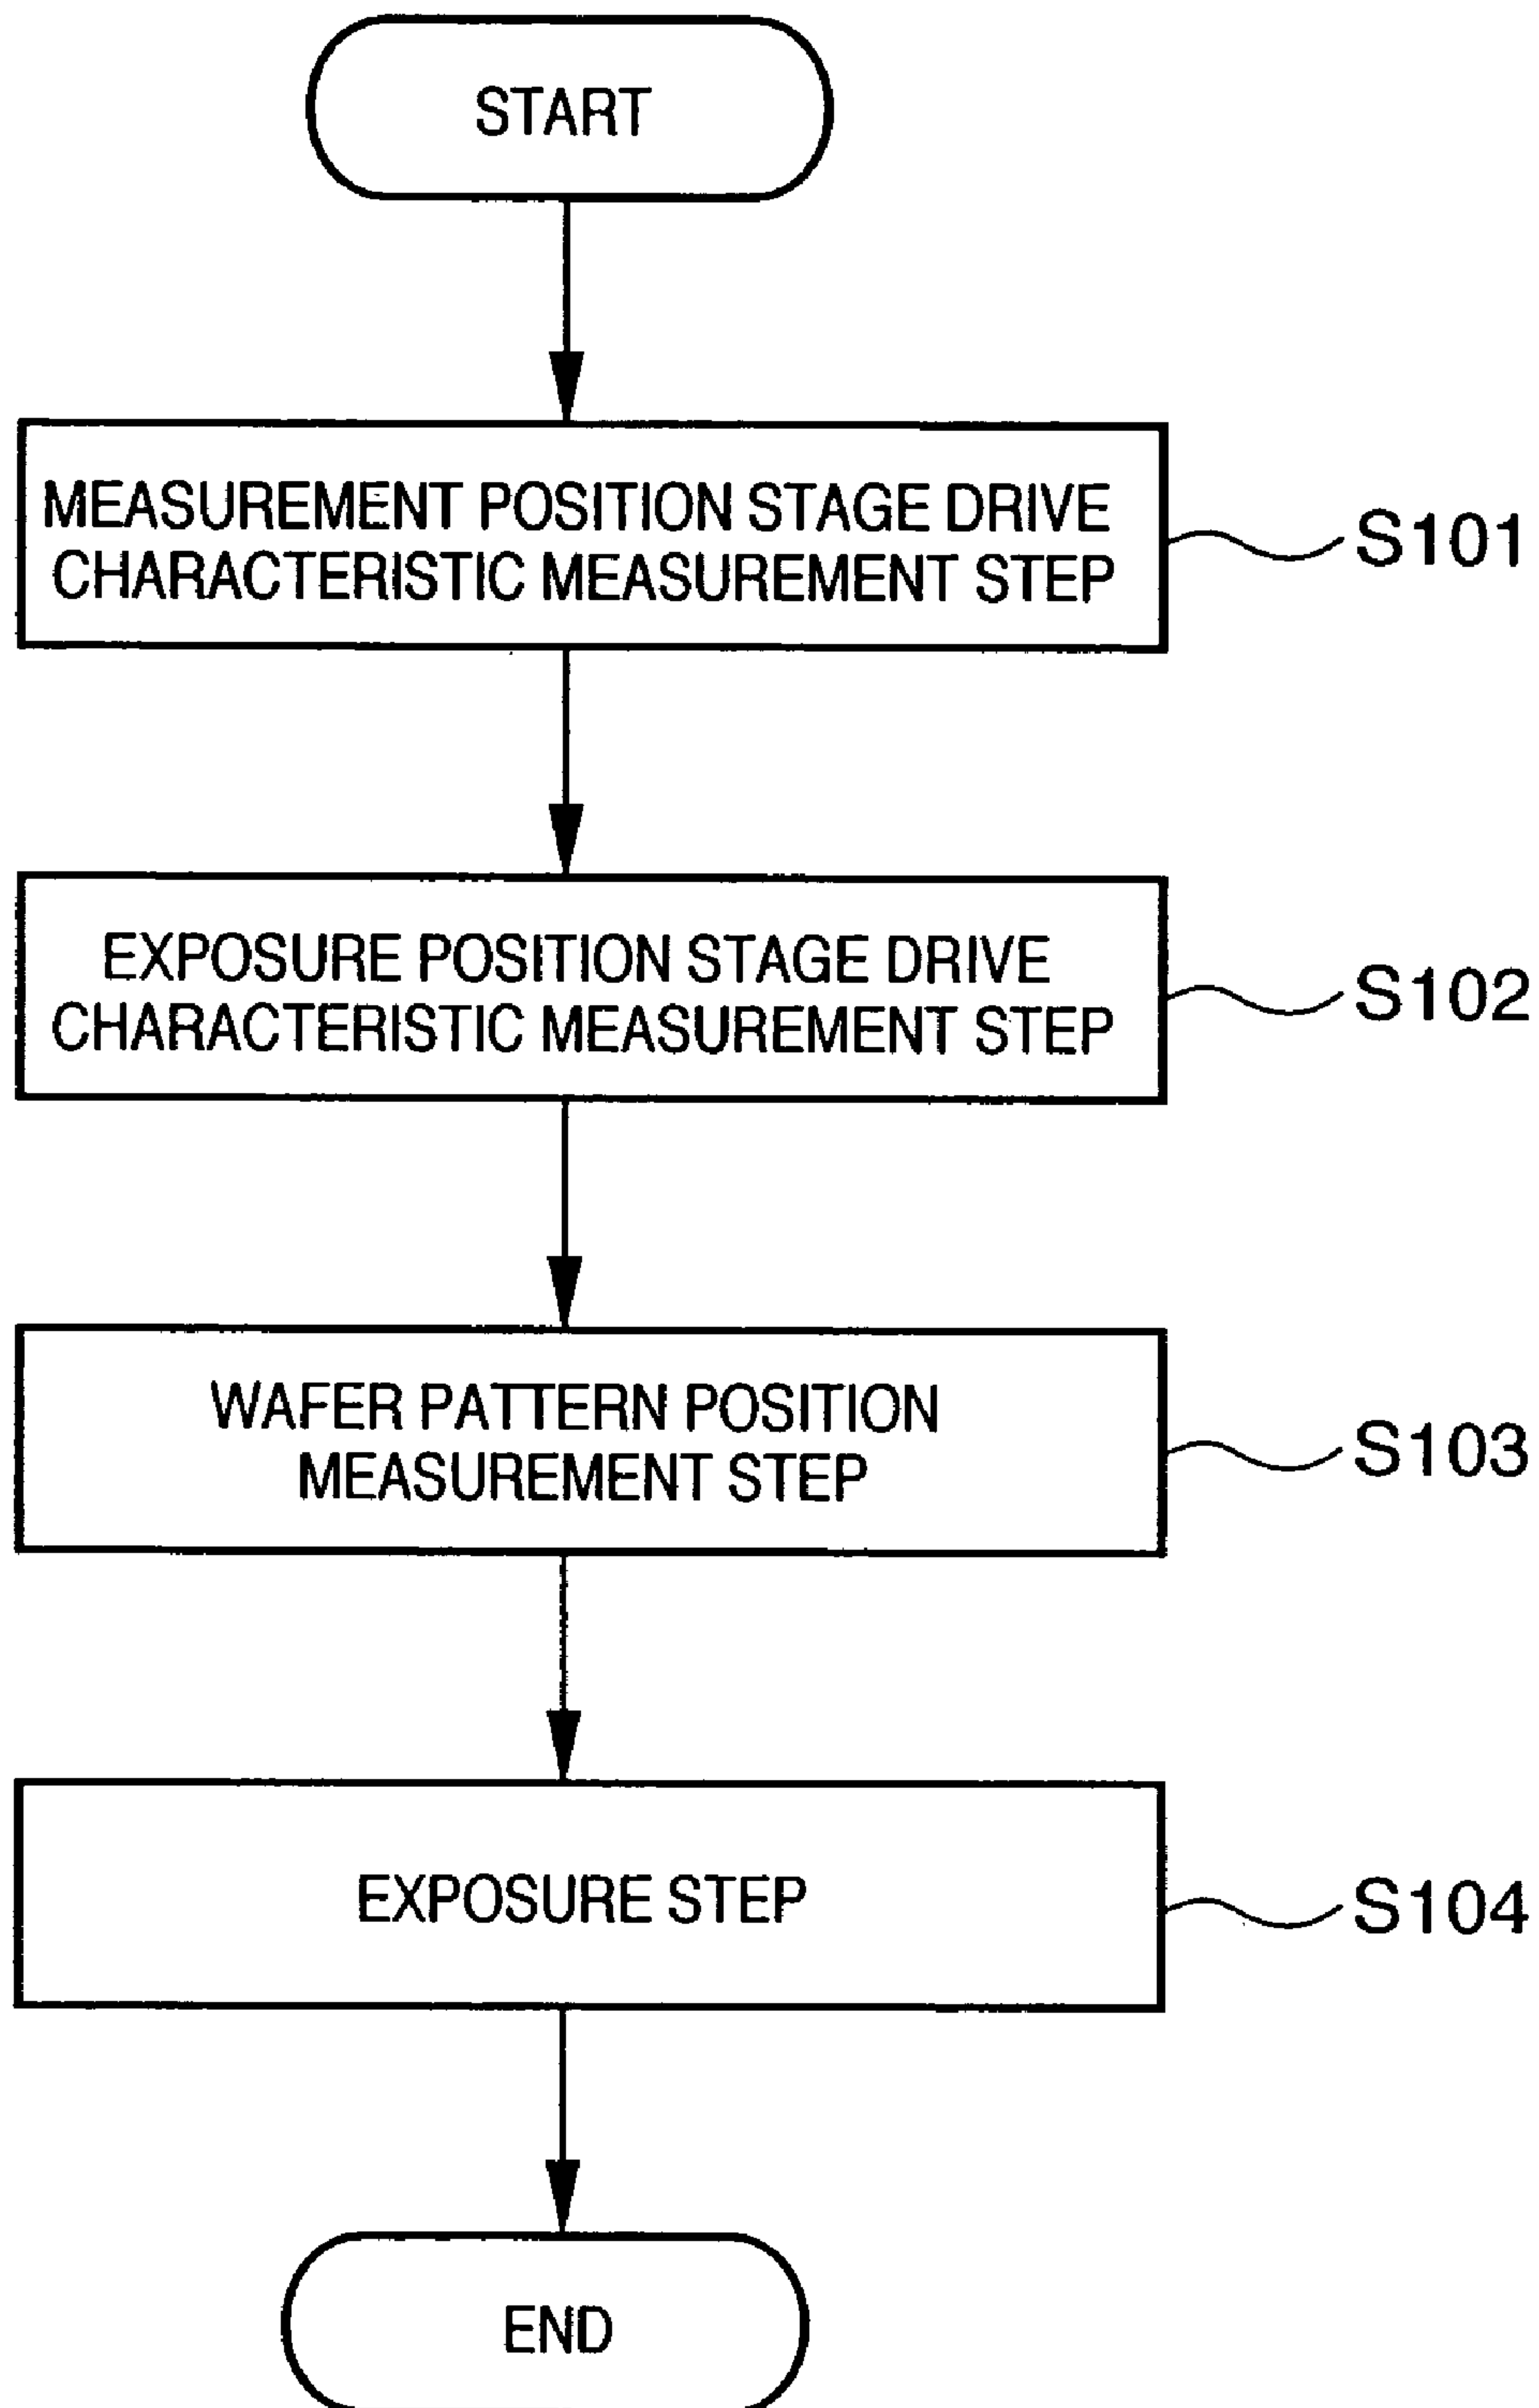 START
MEASUREMENT POSITION STAGE DRIVE
CHARACTERISTIC MEASUREMENT STEP
S101
EXPOSURE POSITION STAGE DRIVE
CHARACTERISTIC MEASUREMENT STEP
S102
WAFER PATTERN POSITION
MEASUREMENT STEP
S103
EXPOSURE STEP
S104
END